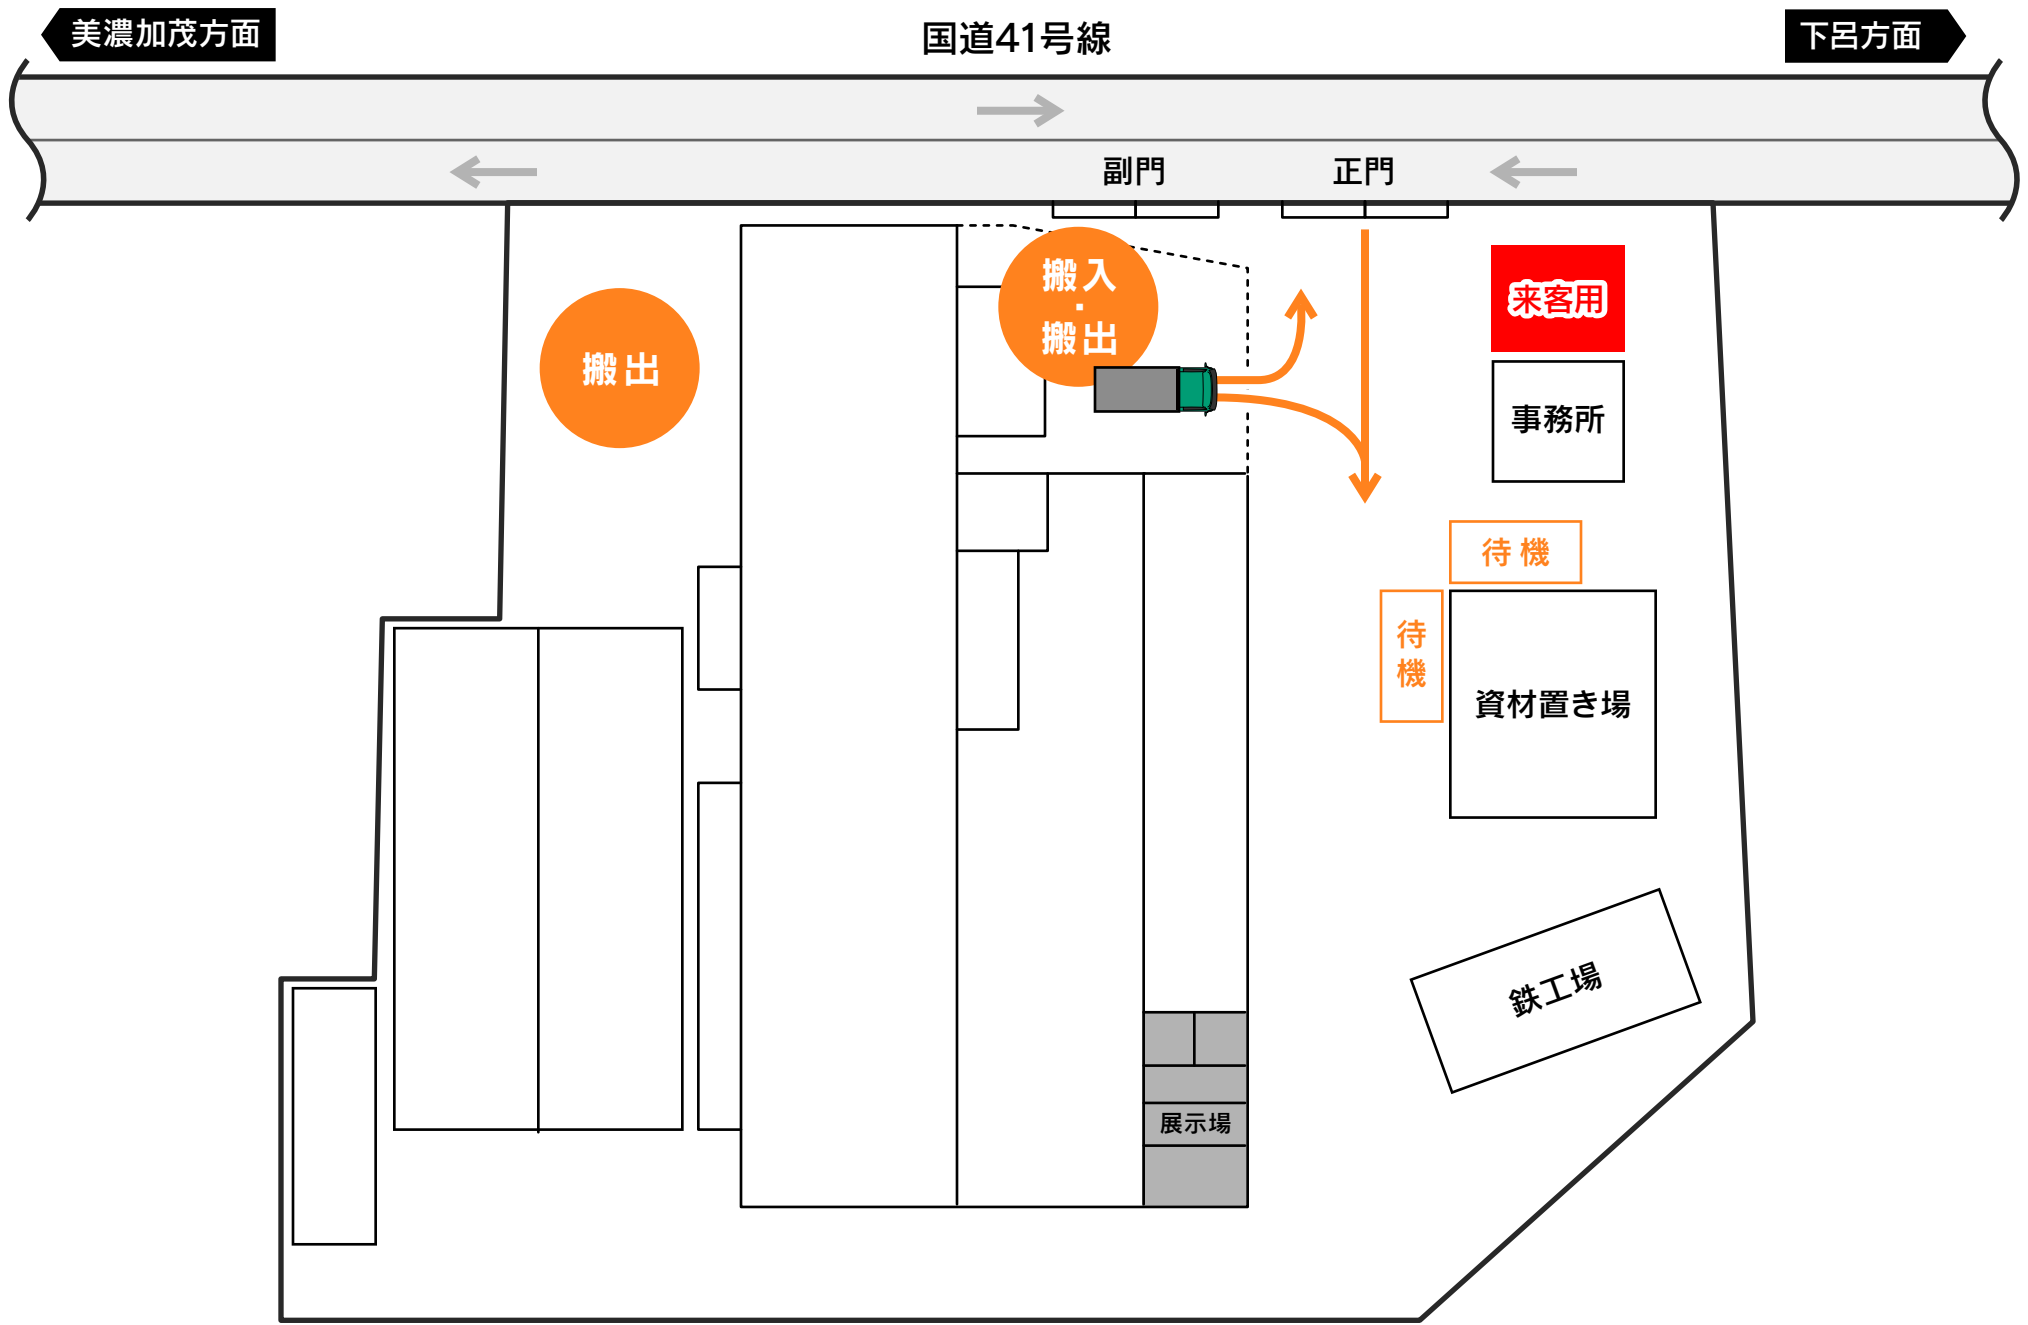 美濃加茂方面
国道41号線
下呂方面
副門
正門
搬入
・
搬出
来客用
搬出
事務所
待機
待
機
資材置き場
鉄工場
展示場